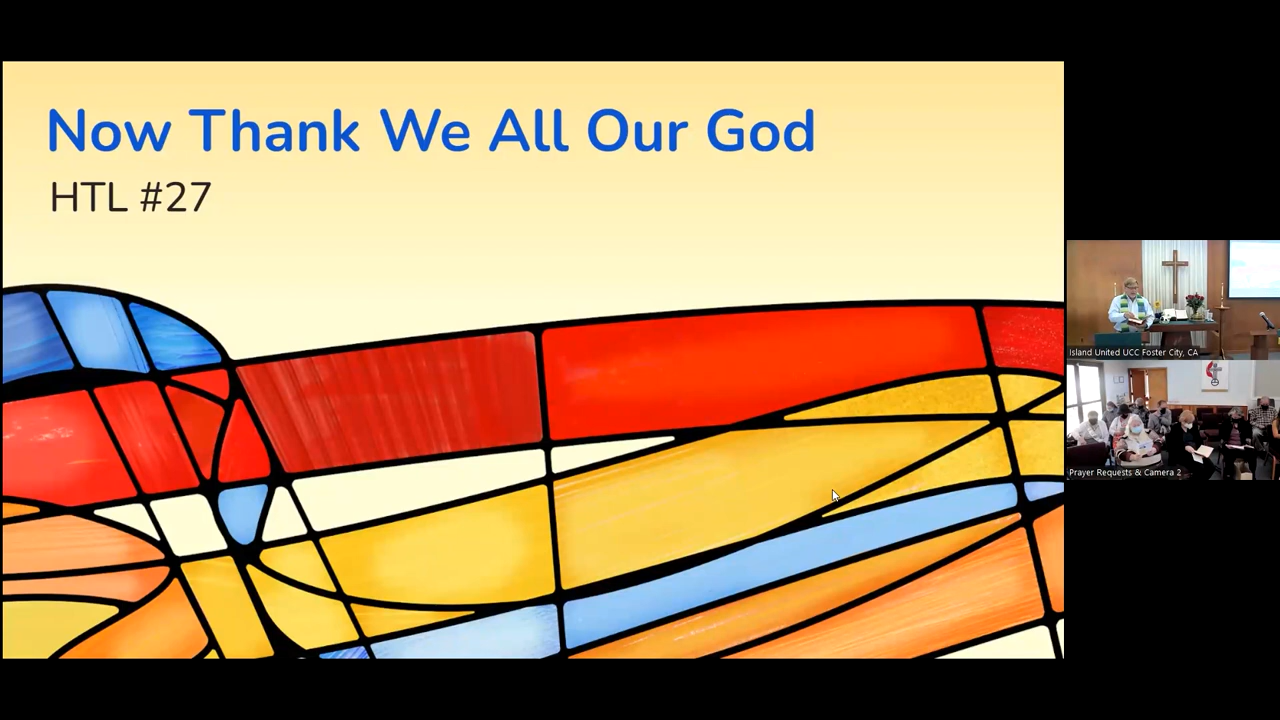 Now Thank We All Our God
HTL #27
Island United UCC Foster City, CA
Prayer Requests & Camera 2